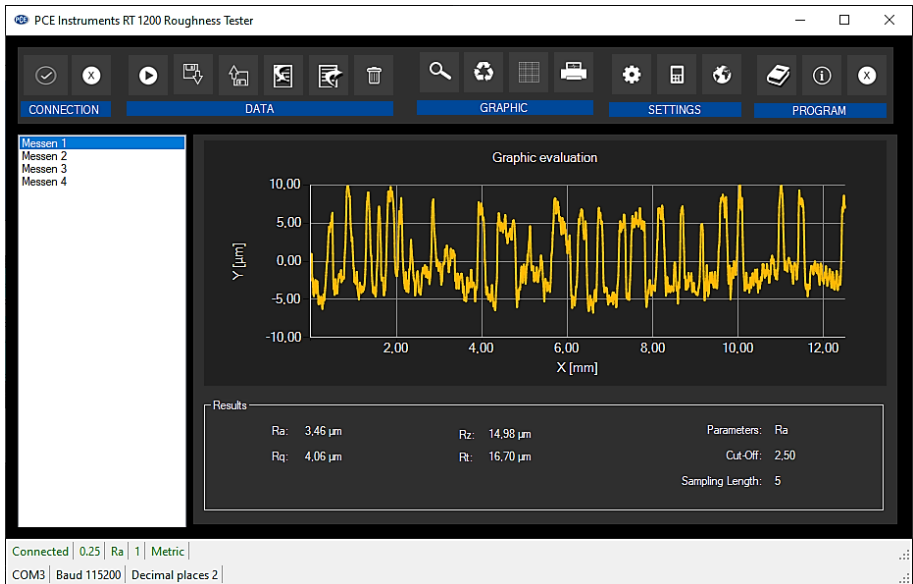 PCE PCE Instruments RT 1200 Roughness Tester
CONNECTION DATA GRAPHIC SETTINGS PROGRAM
Messen 1
Messen 2
Messen 3
Messen 4
Graphic evaluation
10,00
5,00
0,00
-5,00
-10,00
Y [µm]
2,00 4,00 6,00 8,00 10,00 12,00
X [mm]
Results
Ra: 3,46 µm Rz: 14,98 µm Parameters: Ra
Rq: 4,06 µm Rt: 16,70 µm Cut-Off: 2,50
Sampling Length: 5
Connected 0.25 Ra 1 Metric
COM3 Baud 115200 Decimal places 2